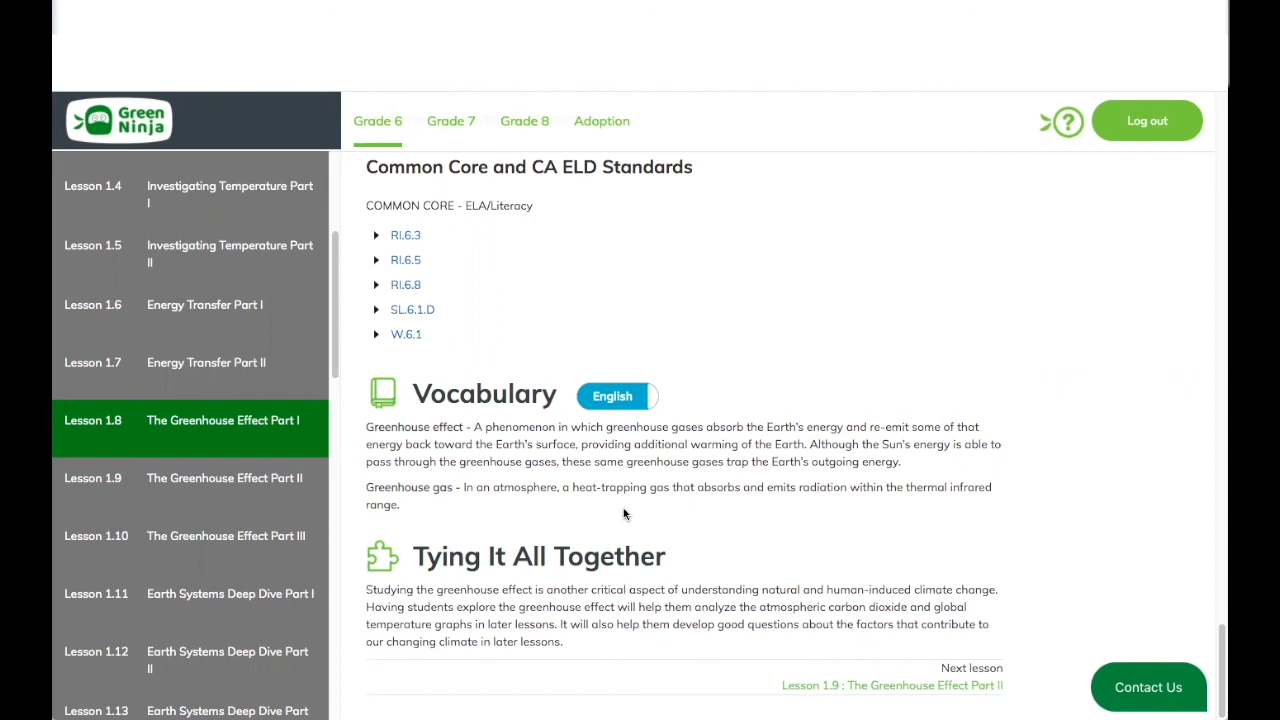 Green
Ninja
Grade 6
Grade 7
Grade 8
Adoption
?
Log out
Lesson 1.4
Investigating Temperature Part
I
Lesson 1.5
Investigating Temperature Part
II
Lesson 1.6
Energy Transfer Part I
Lesson 1.7
Energy Transfer Part II
Lesson 1.8
The Greenhouse Effect Part I
Lesson 1.9
The Greenhouse Effect Part II
Lesson 1.10
The Greenhouse Effect Part III
Lesson 1.11
Earth Systems Deep Dive Part I
Lesson 1.12
Earth Systems Deep Dive Part
II
Lesson 1.13
Earth Systems Deep Dive Part
Common Core and CA ELD Standards
COMMON CORE - ELA/Literacy
RI.6.3
RI.6.5
RI.6.8
SL.6.1.D
W.6.1
Vocabulary
English
Greenhouse effect - A phenomenon in which greenhouse gases absorb the Earth's energy and re-emit some of that
energy back toward the Earth's surface, providing additional warming of the Earth. Although the Sun's energy is able to
pass through the greenhouse gases, these same greenhouse gases trap the Earth's outgoing energy.
Greenhouse gas - In an atmosphere, a heat-trapping gas that absorbs and emits radiation within the thermal infrared
range.
Tying It All Together
Studying the greenhouse effect is another critical aspect of understanding natural and human-induced climate change.
Having students explore the greenhouse effect will help them analyze the atmospheric carbon dioxide and global
temperature graphs in later lessons. It will also help them develop good questions about the factors that contribute to
our changing climate in later lessons.
Next lesson
Lesson 1.9 : The Greenhouse Effect Part II
Contact Us